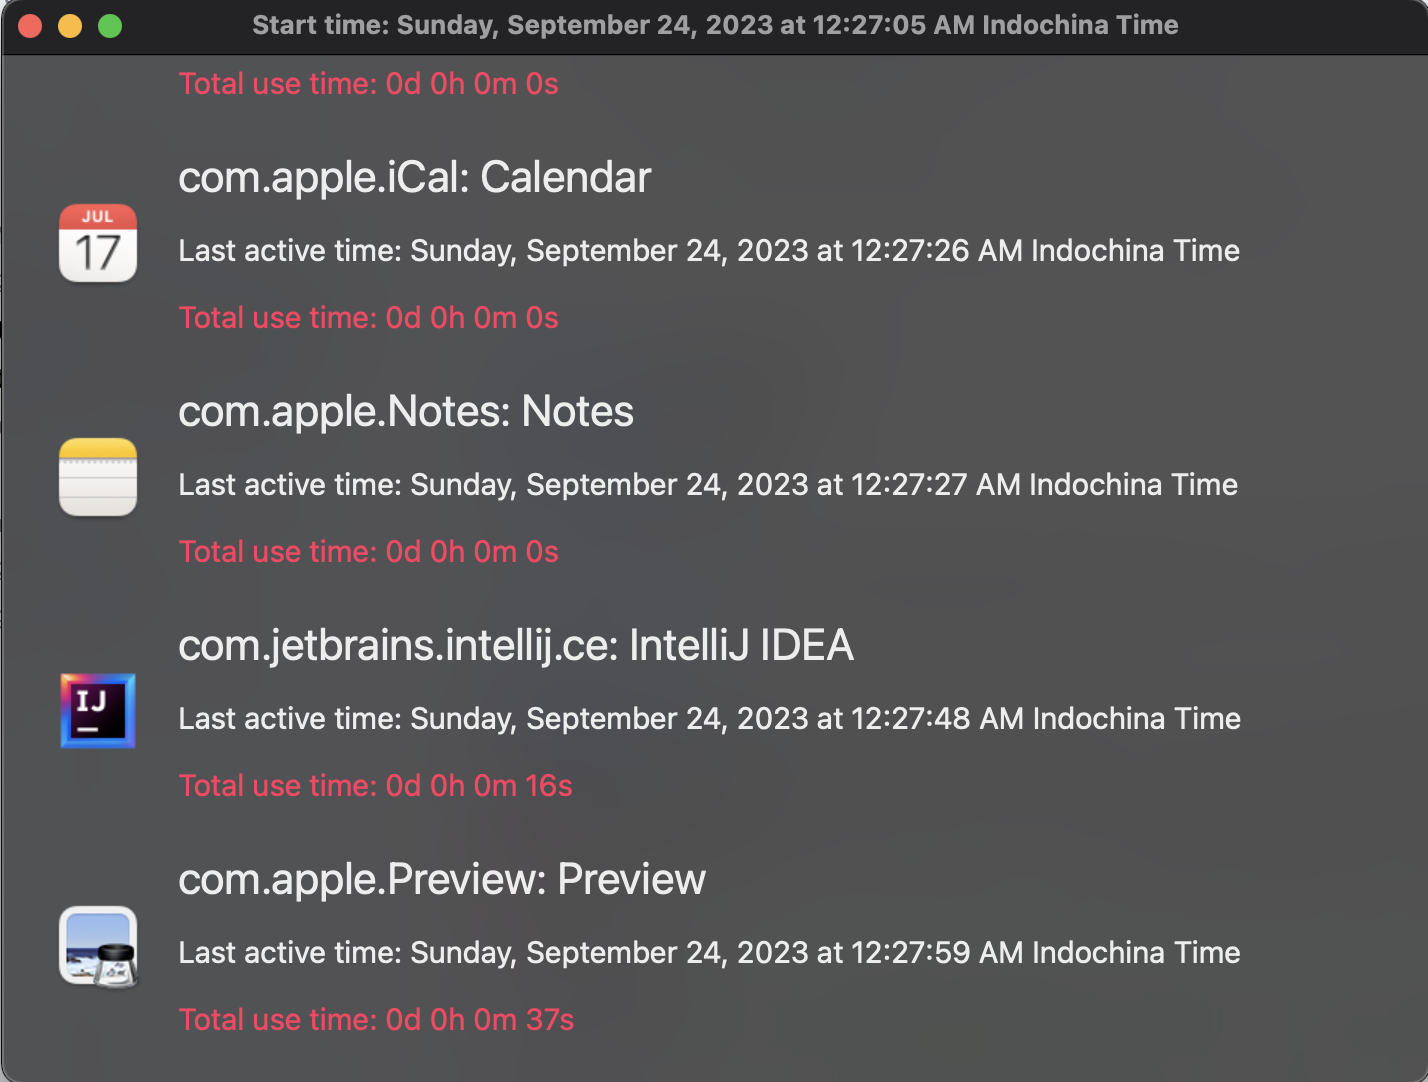 Start time: Sunday, September 24, 2023 at 12:27:05 AM Indochina Time
Total use time: 0d 0h 0m 0s
com.apple.iCal: Calendar
JUL
17
Last active time: Sunday, September 24, 2023 at 12:27:26 AM Indochina Time
Total use time: 0d 0h 0m 0s
com.apple.Notes: Notes
Last active time: Sunday, September 24, 2023 at 12:27:27 AM Indochina Time
Total use time: 0d 0h 0m 0s
com.jetbrains.intellij.ce: IntelliJ IDEA
IJ
Last active time: Sunday, September 24, 2023 at 12:27:48 AM Indochina Time
Total use time: 0d 0h 0m 16s
com.apple.Preview: Preview
Last active time: Sunday, September 24, 2023 at 12:27:59 AM Indochina Time
Total use time: 0d 0h 0m 37s